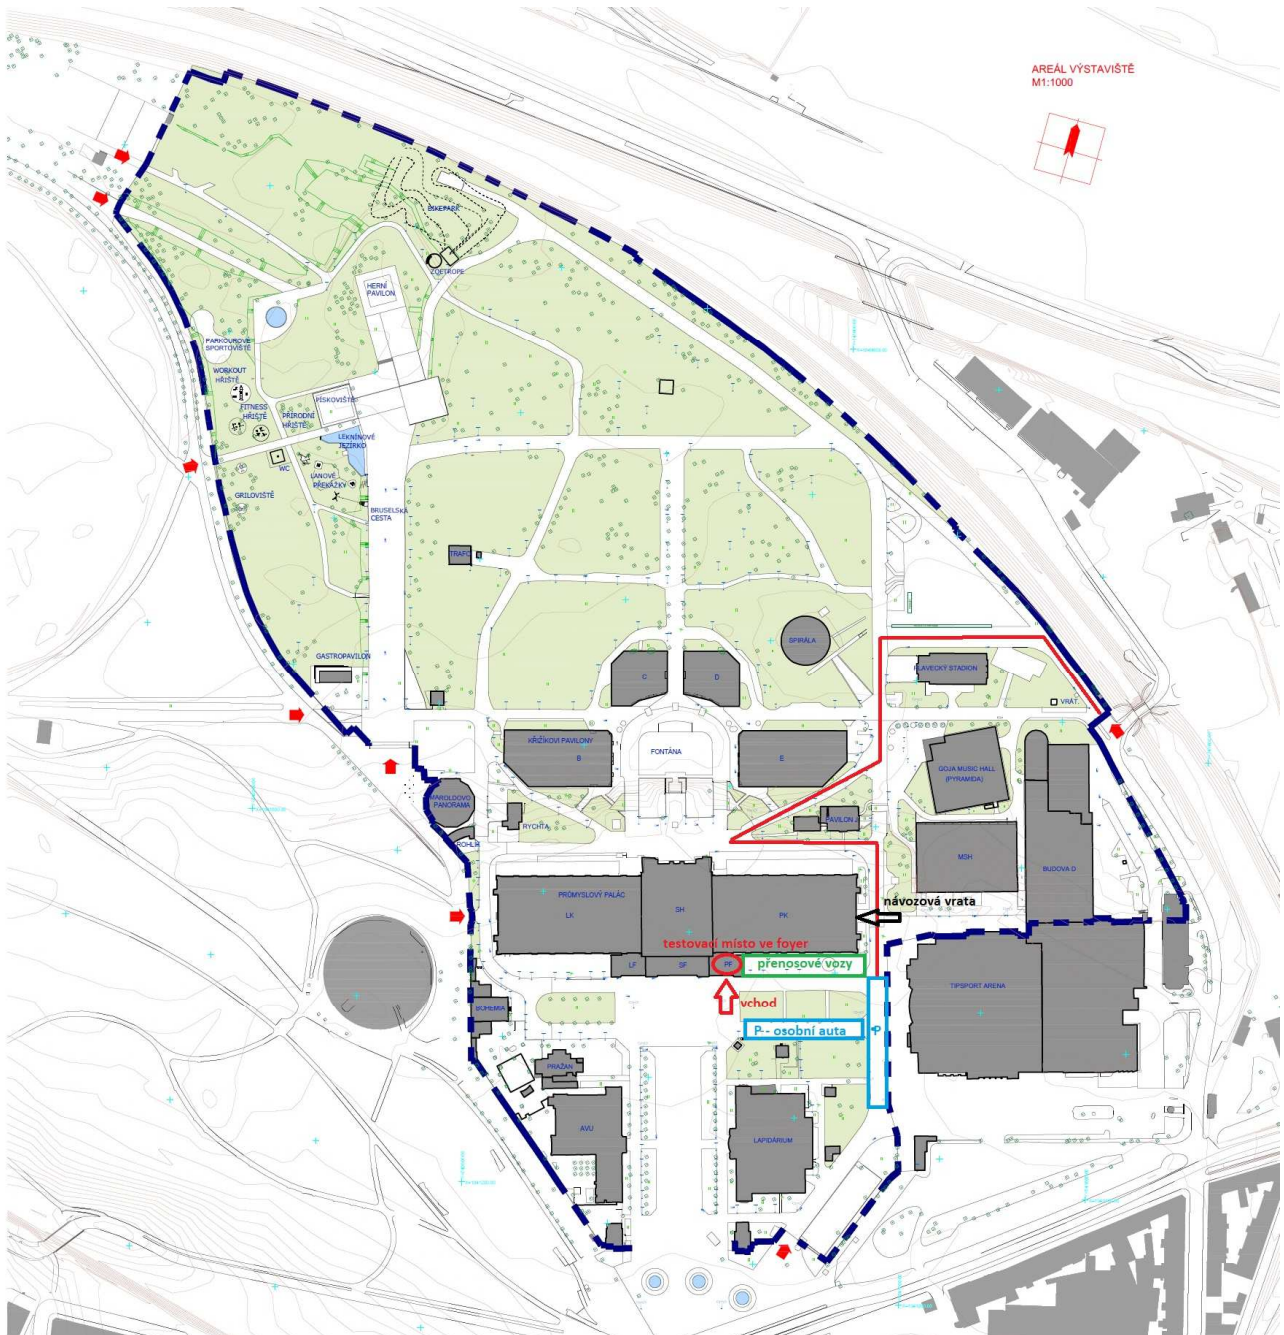 AREÁL VÝSTAVIŠTĚ
M1:1000
BIKEPARK
ZOETROPE
HERNÍ
PAVILON
PARKOUROVÉ
SPORTOVIŠTĚ
WORKOUT
HŘIŠTĚ
PÍSKOVIŠTĚ
FITNESS
HŘIŠTĚ
PŘÍRODNÍ
HŘIŠTĚ
LEKNÍNOVÉ
JEZÍRKO
WC
LANOVÉ
PŘEKÁŽKY
GRILOVIŠTĚ
BRUSELSKÁ
CESTA
TRAFO
SPIRÁLA
GASTROPAVILON
C
D
PLAVECKÝ STADION
VRÁT.
KŘIŽÍKOVI PAVILONY
B
FONTÁNA
E
GOJA MUSIC HALL
(PYRAMIDA)
MAROLDOVO
PANORAMA
RYCHTA
PAVILON J
ROHLÍK
MSH
BUDOVA D
PRŮMYSLOVÝ PALÁC
LK
SH
PK
návozová vrata
testovací místo ve foyer
LF
SF
PF
přenosové vozy
vchod
BOHEMIA
P - osobní auta
P
TIPSPORT ARENA
PRAŽAN
AVU
LAPIDÁRIUM